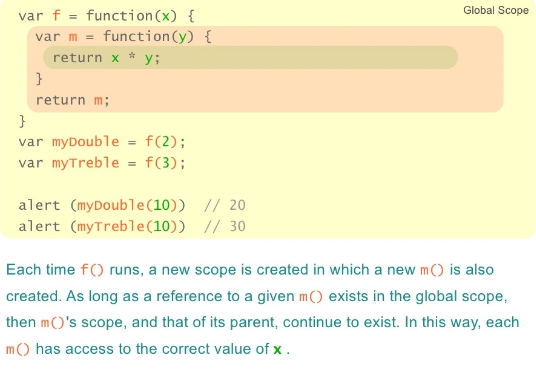 Global Scope
var f = function(x) {
var m = function(y) {
return x * y;
}
return m;
}
var myDouble = f(2);
var myTreble = f(3);
alert (myDouble(10)) // 20
alert (myTreble(10)) // 30
Each time f() runs, a new scope is created in which a new m() is also
created. As long as a reference to a given m() exists in the global scope,
then m()'s scope, and that of its parent, continue to exist. In this way, each
m() has access to the correct value of x .